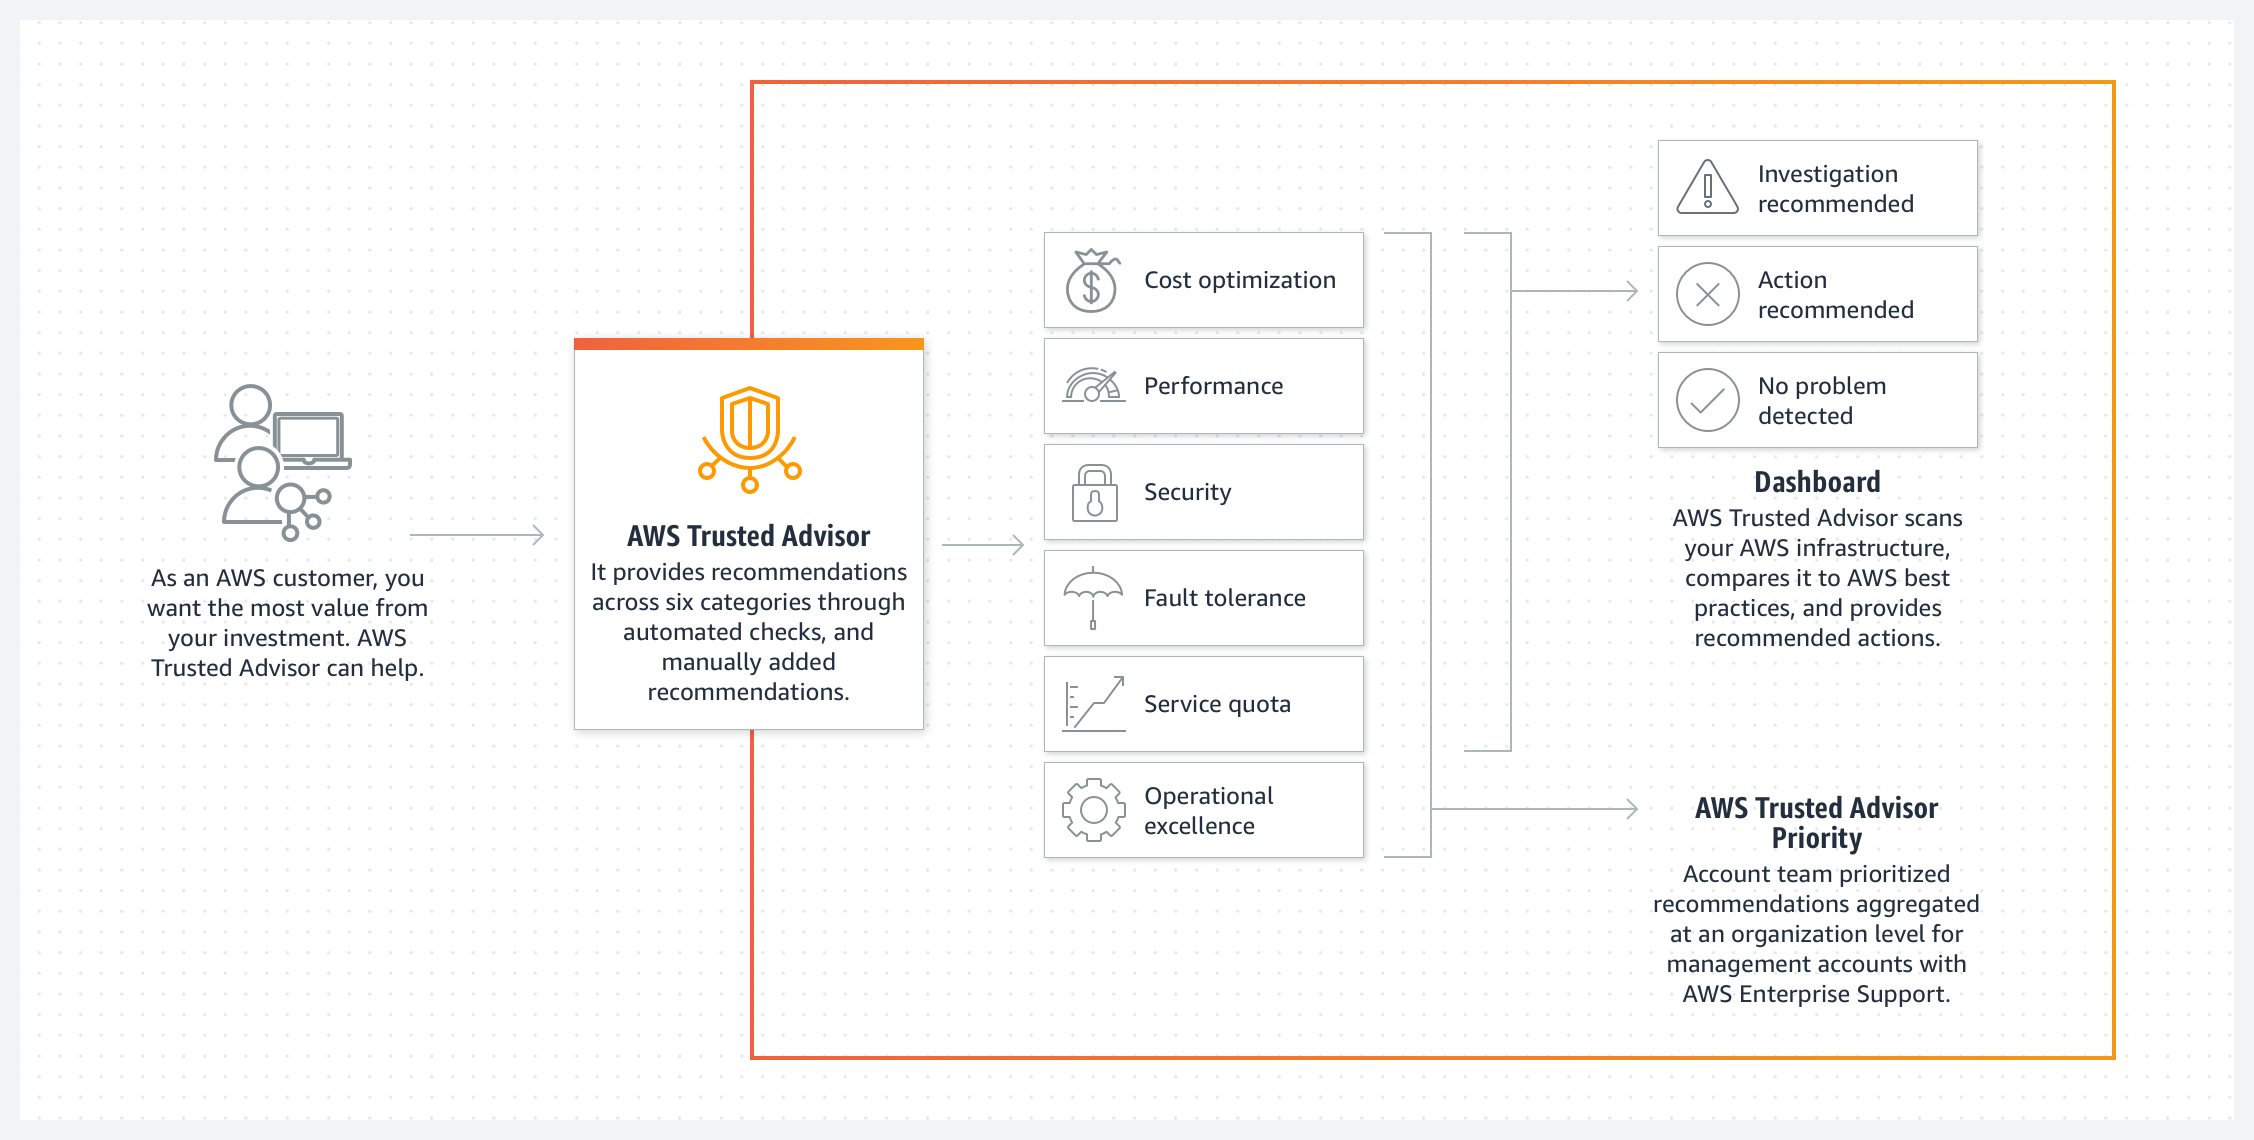 As an AWS customer, you
want the most value from
your investment. AWS
Trusted Advisor can help.
AWS Trusted Advisor
It provides recommendations
across six categories through
automated checks, and
manually added
recommendations.
Cost optimization
Performance
Security
Fault tolerance
Service quota
Operational
excellence
Investigation
recommended
Action
recommended
No problem
detected
Dashboard
AWS Trusted Advisor scans
your AWS infrastructure,
compares it to AWS best
practices, and provides
recommended actions.
AWS Trusted Advisor
Priority
Account team prioritized
recommendations aggregated
at an organization level for
management accounts with
AWS Enterprise Support.